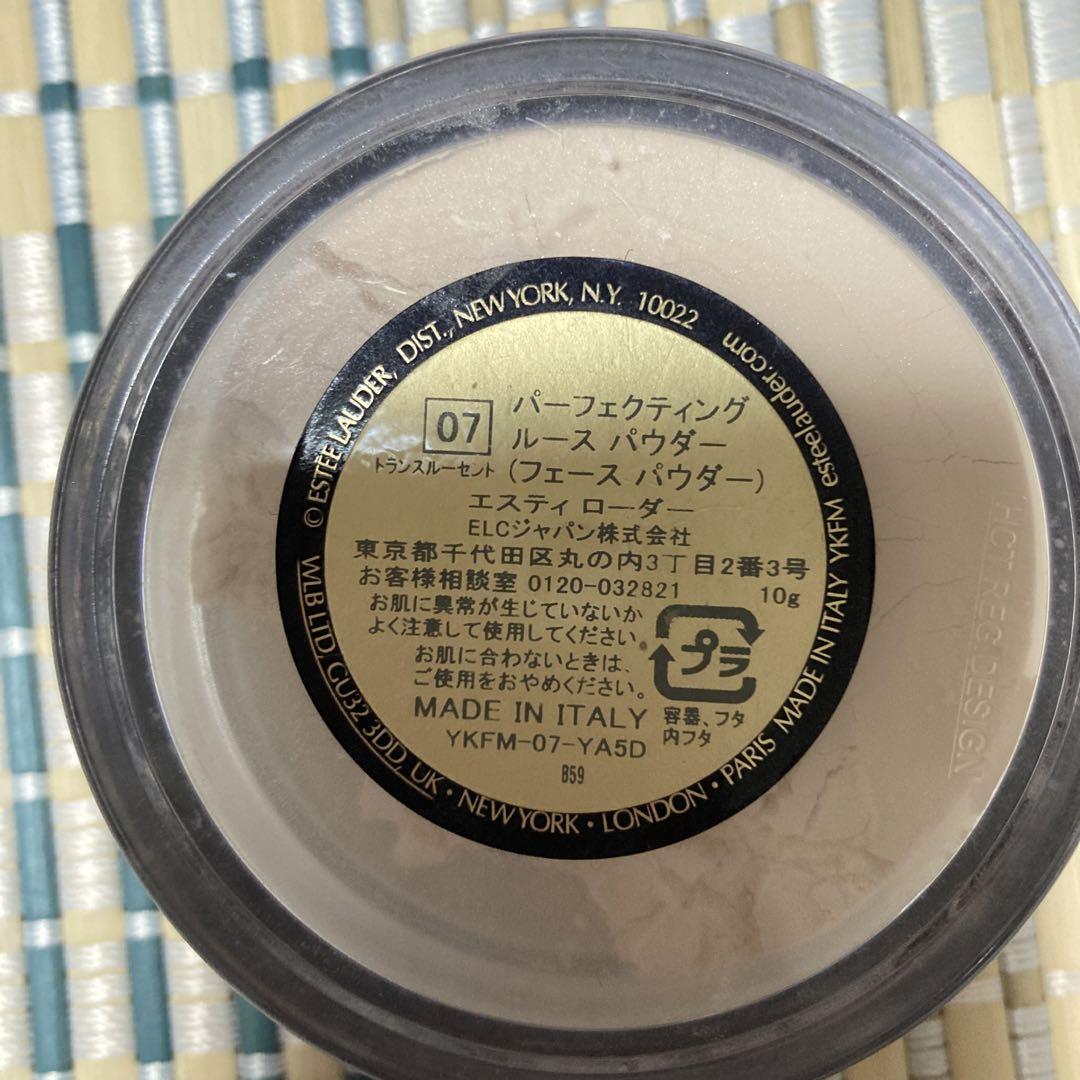 © ESTĒE LAUDER, DIST., NEW YORK, N.Y. 10022 esteelauder.com
07
トランスルーセント
パーフェクティング
ルース パウダー
(フェース パウダー)
エスティ ローダー
ELCジャパン株式会社
東京都千代田区丸の内3丁目2番3号
お客様相談室 0120-032821
10g
お肌に異常が生じていないか
よく注意して使用してください。
お肌に合わないときは、
ご使用をおやめください。
プラ
容器、フタ
内フタ
MADE IN ITALY
YKFM-07-YA5D
B59
WLB LTD, GU32 3DD, UK · NEW YORK · LONDON · PARIS MADE IN ITALY YKFM
HCT REG DESIGN